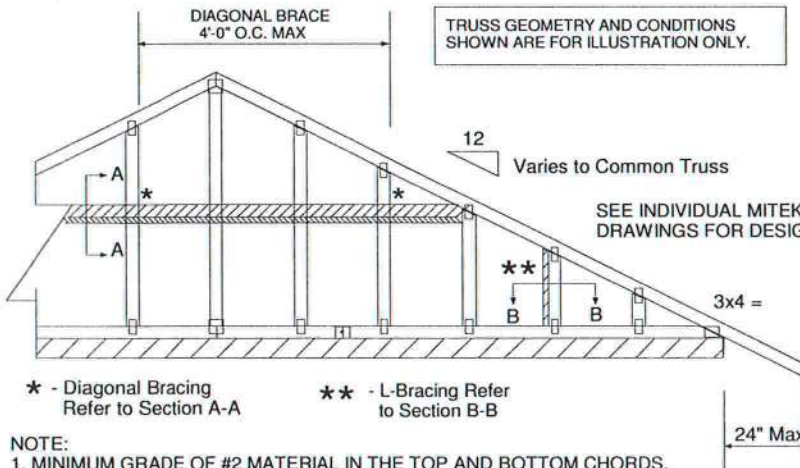 DIAGONAL BRACE
4'-0" O.C. MAX
TRUSS GEOMETRY AND CONDITIONS
SHOWN ARE FOR ILLUSTRATION ONLY.
12
Varies to Common Truss
A
*
*
A
SEE INDIVIDUAL MITEK
DRAWINGS FOR
**
B
B
3x4 =
* - Diagonal Bracing
Refer to Section A-A
** - L-Bracing Refer
to Section B-B
24" Max
NOTE:
1. MINIMUM GRADE OF #2 MATERIAL IN THE TOP AND BOTTOM CHORDS.